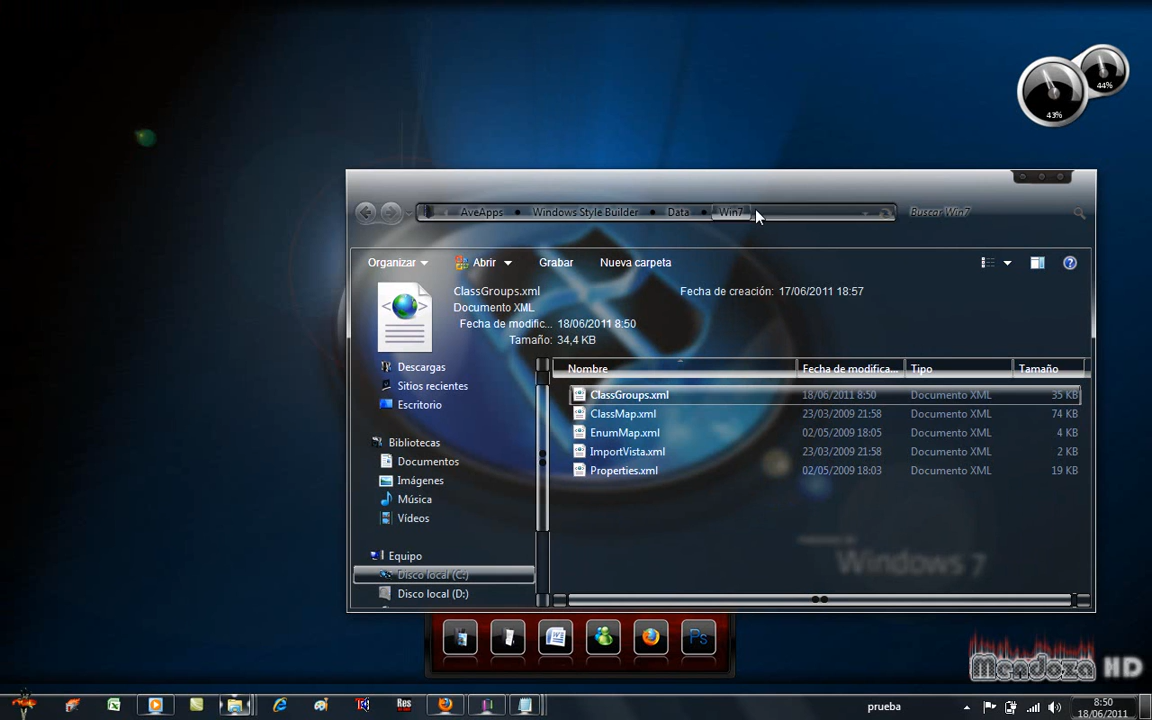 44%
43%
AveApps Windows Style Builder Data Win7 Buscar Win7
Organizar Abrir Grabar Nueva carpeta
ClassGroups.xml Fecha de creación: 17/06/2011 18:57
Documento XML
Fecha de modific... 18/06/2011 8:50
Tamaño: 34,4 KB
Descargas
Sitios recientes
Escritorio
Bibliotecas
Documentos
Imágenes
Música
Vídeos
Equipo
Disco local (C:)
Disco local (D:)
Nombre Fecha de modifica... Tipo Tamaño
ClassGroups.xml 18/06/2011 8:50 Documento XML 35 KB
ClassMap.xml 23/03/2009 21:58 Documento XML 74 KB
EnumMap.xml 02/05/2009 18:05 Documento XML 4 KB
ImportVista.xml 23/03/2009 21:58 Documento XML 2 KB
Properties.xml 02/05/2009 18:03 Documento XML 19 KB
Windows 7
Ps
Mendoza HD
Res
prueba
8:50
18/06/2011